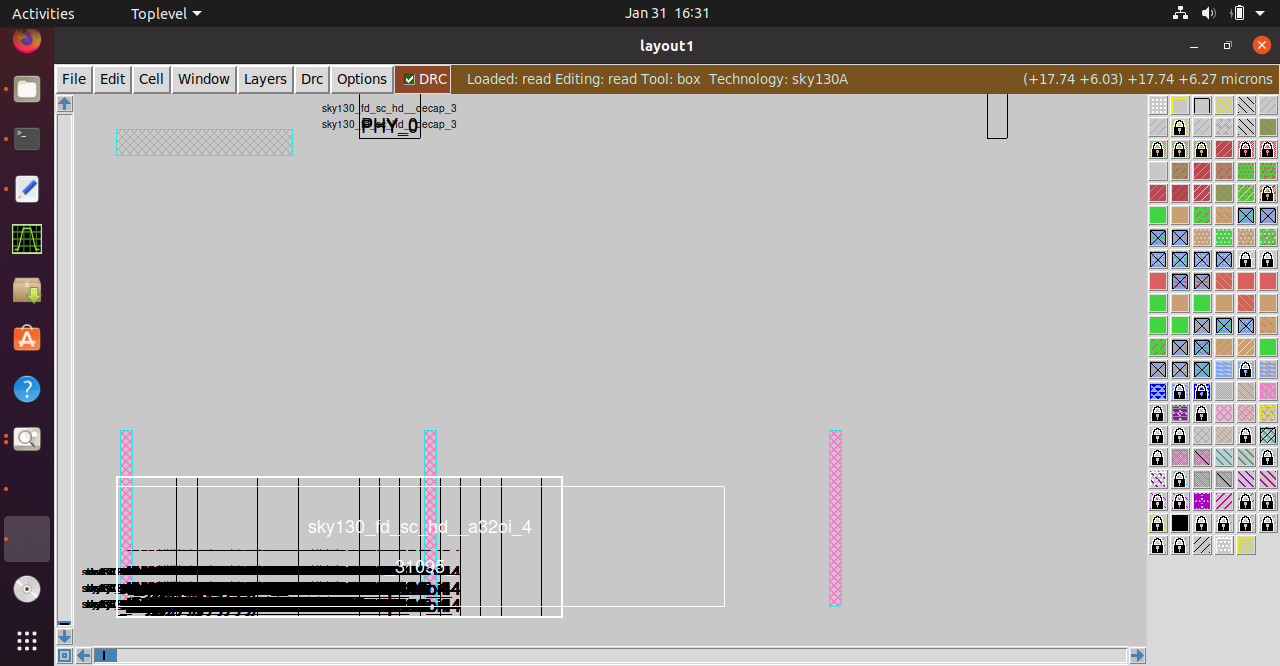 Activities Toplevel Jan 31 16:31
layout1
File Edit Cell Window Layers Drc Options DRC Loaded: read Editing: read Tool: box Technology: sky130A (+17.74 +6.03) +17.74 +6.27 microns
sky130_fd_sc_hd__decap_3
sky130_fd_sc_hd__decap_3
PHY_0
sky130_fd_sc_hd__a32oi_4
_31095_